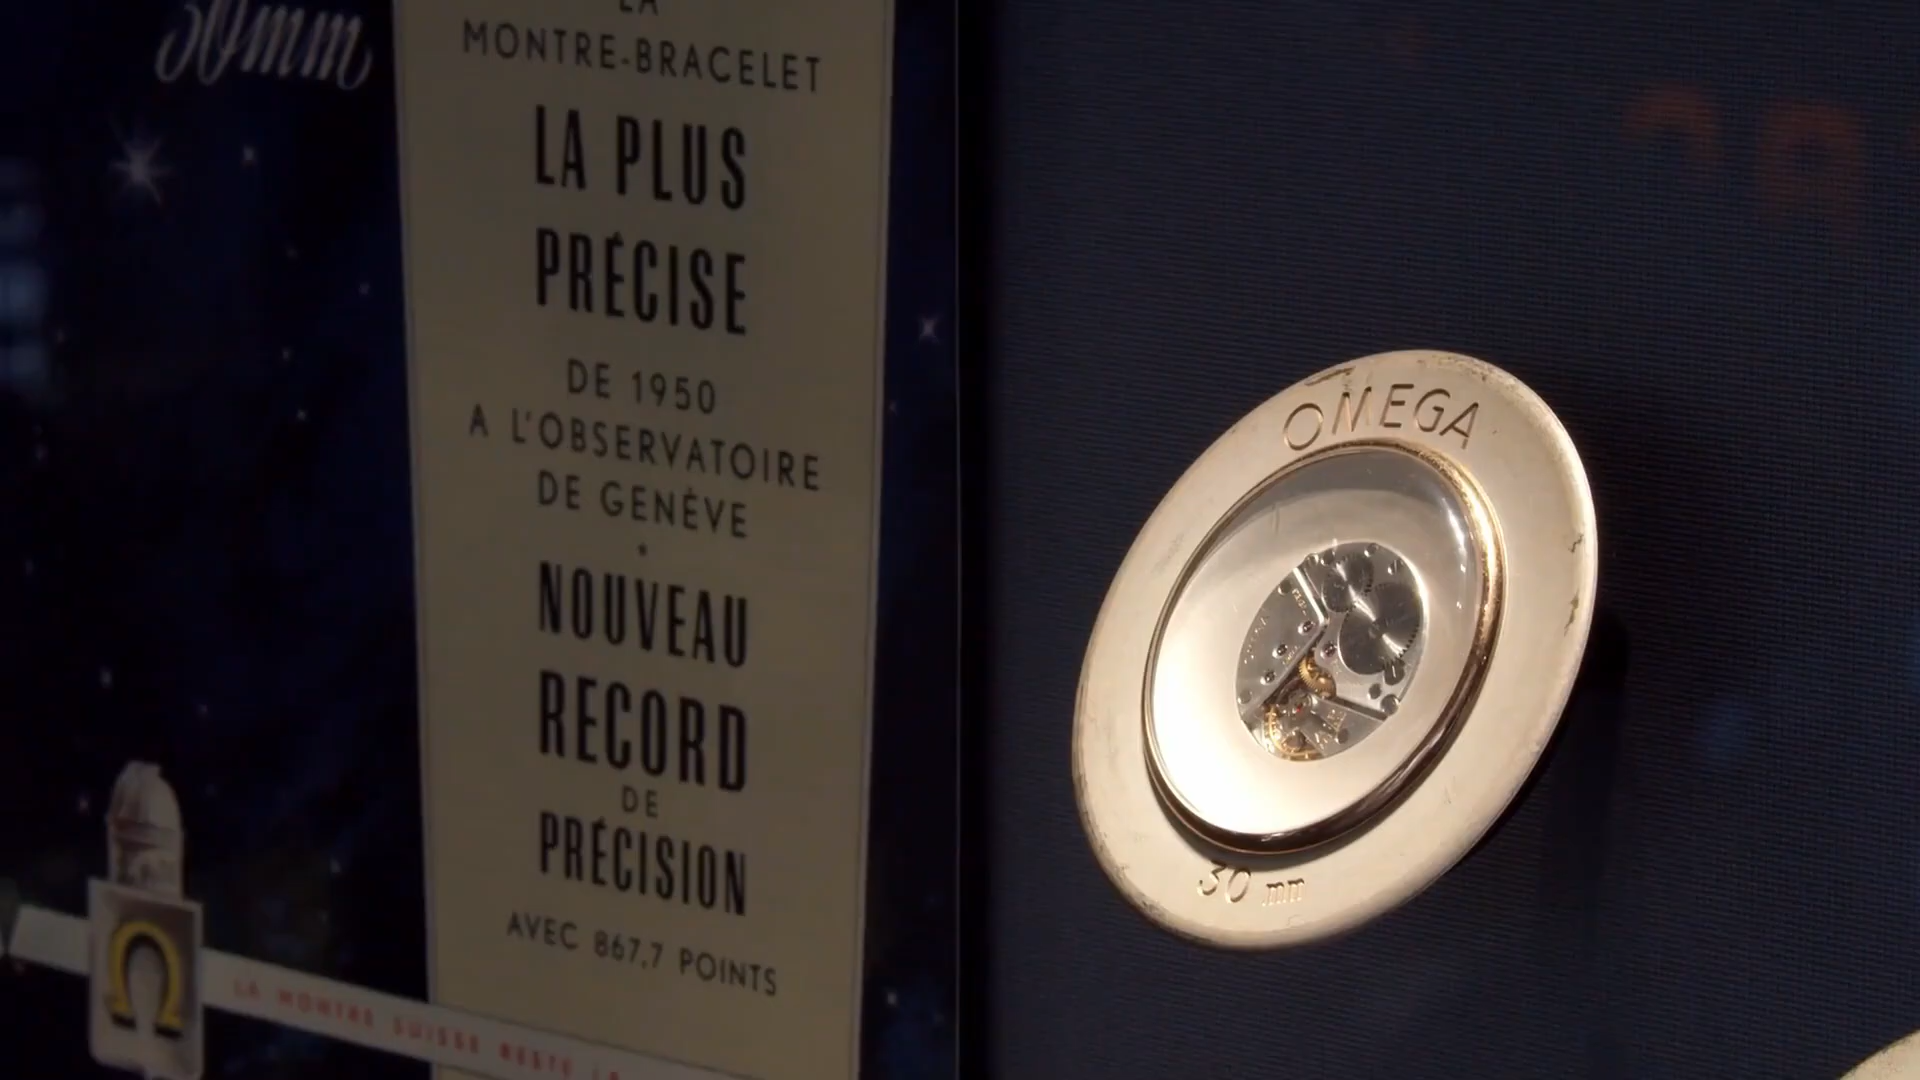 30mm
LA
MONTRE-BRACELET
LA PLUS
PRÉCISE
DE 1950
A L'OBSERVATOIRE
DE GENÈVE
NOUVEAU
RECORD
DE
PRÉCISION
AVEC 867,7 POINTS
LA MONTRE SUISSE RESTE
OMEGA
30 mm